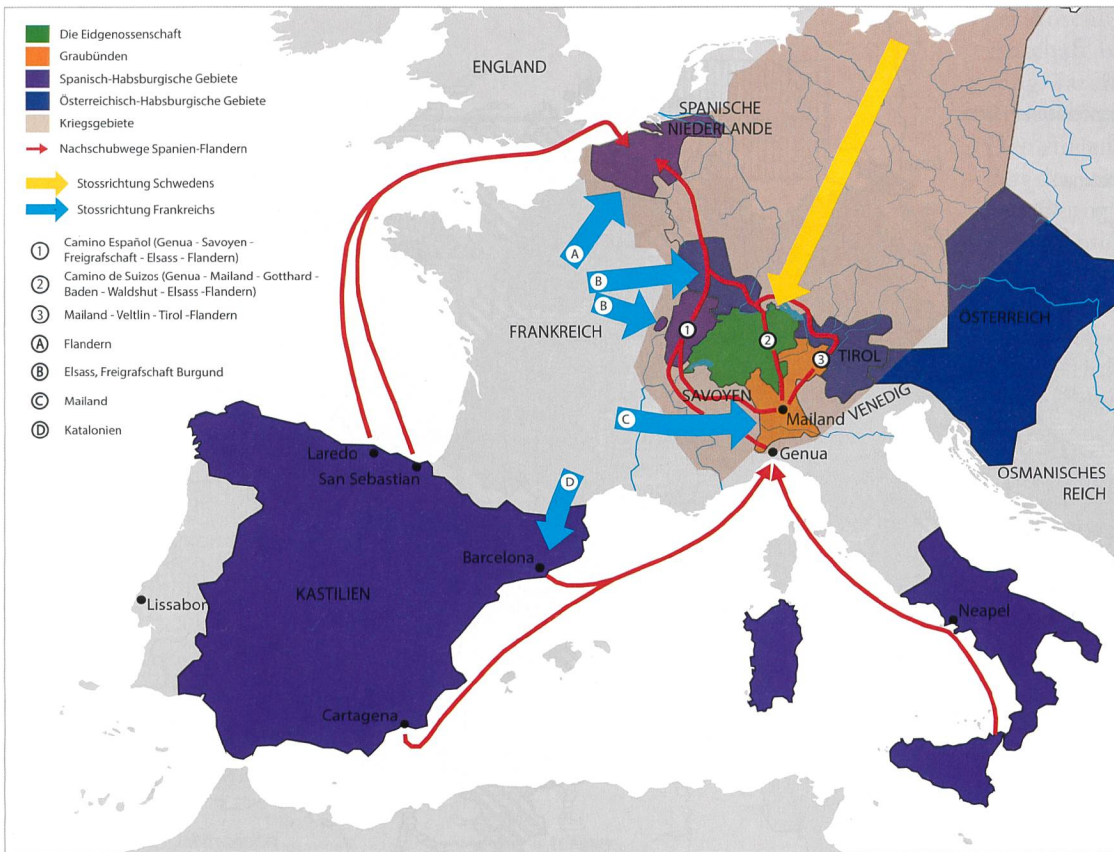 Die Eidgenossenschaft
Graubünden
Spanisch-Habsburgische Gebiete
Österreichisch-Habsburgische Gebiete
Kriegsgebiete
Nachschubwege Spanien-Flandern
Stossrichtung Schwedens
Stossrichtung Frankreichs
1 Camino Español (Genua - Savoyen -
Freigrafschaft - Elsass - Flandern)
2 Camino de Suizos (Genua - Mailand - Gotthard -
Baden - Waldshut - Elsass -Flandern)
3 Mailand - Veltlin - Tirol -Flandern
A Flandern
B Elsass, Freigrafschaft Burgund
C Mailand
D Katalonien
ENGLAND
SPANISCHE
NIEDERLANDE
A
B
B
FRANKREICH
1
2
3
TIROL
ÖSTERREICH
SAVOYEN
C
Mailand
VENEDIG
Genua
OSMANISCHES
REICH
Laredo
San Sebastian
D
Barcelona
KASTILIEN
Lissabon
Neapel
Cartagena